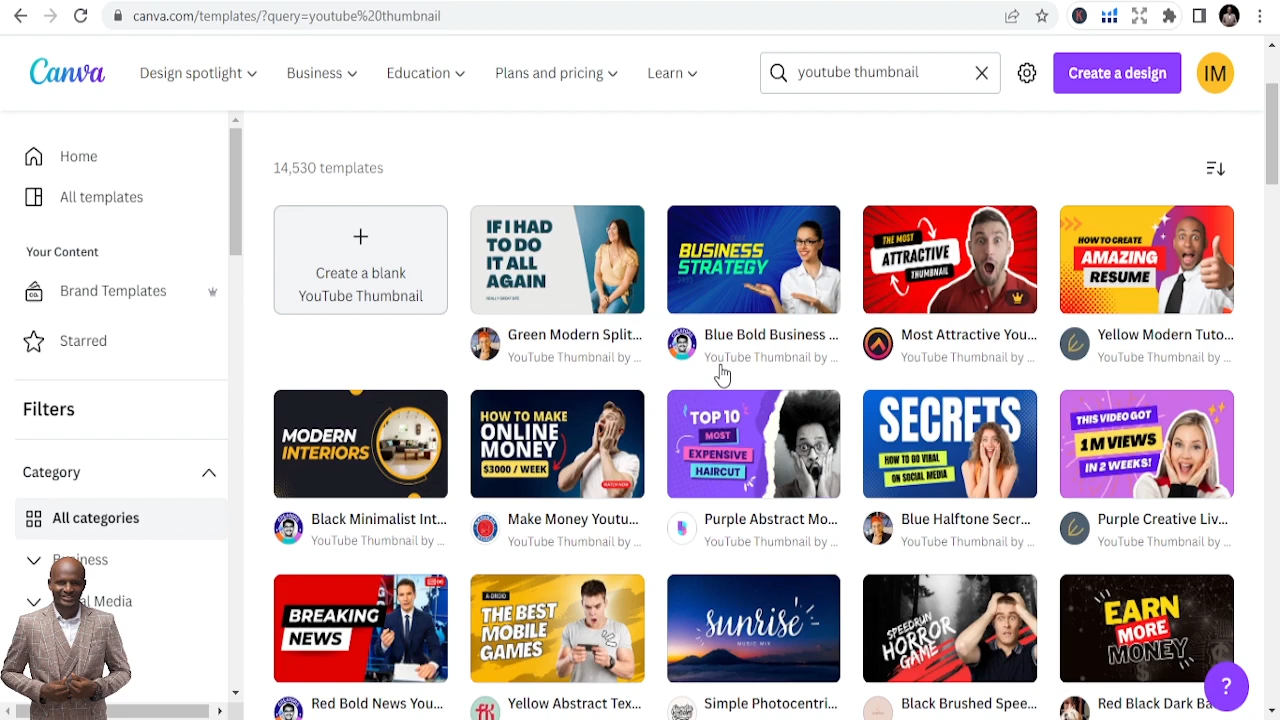 canva.com/templates/?query=youtube%20thumbnail
Canva
Design spotlight
Business
Education
Plans and pricing
Learn
youtube thumbnail
Create a design
IM
Home
All templates
Your Content
Brand Templates
Starred
Filters
Category
All categories
Business
Media
14,530 templates
Create a blank
YouTube Thumbnail
IF I HAD
TO DO
IT ALL
AGAIN
REALLY GREAT SITE
Green Modern Split...
YouTube Thumbnail by ...
BUSINESS
STRATEGY
Blue Bold Business ...
YouTube Thumbnail by ...
THE MOST
ATTRACTIVE
THUMBNAIL
Most Attractive You...
YouTube Thumbnail by ...
HOW TO CREATE
AMAZING
RESUME
Yellow Modern Tuto...
YouTube Thumbnail by ...
MODERN
INTERIORS
Black Minimalist Int...
YouTube Thumbnail by ...
HOW TO MAKE
ONLINE
MONEY
$3000 / WEEK
WATCH NOW
Make Money Youtu...
YouTube Thumbnail by ...
TOP 10
MOST
EXPENSIVE
HAIRCUT
Purple Abstract Mo...
YouTube Thumbnail by ...
SECRETS
HOW TO GO VIRAL
ON SOCIAL MEDIA
Blue Halftone Secr...
YouTube Thumbnail by ...
THIS VIDEO GOT
1M VIEWS
IN 2 WEEKS!
Purple Creative Liv...
YouTube Thumbnail by ...
BREAKING
NEWS
Red Bold News You...
A-DROID
THE BEST
MOBILE
GAMES
Yellow Abstract Tex...
sunrise
MUSIC MIX
Simple Photocentri...
SPEEDRUN
HORROR
GAME
Black Brushed Spee...
EARN
MORE
MONEY
Red Black Dark Ba...
?